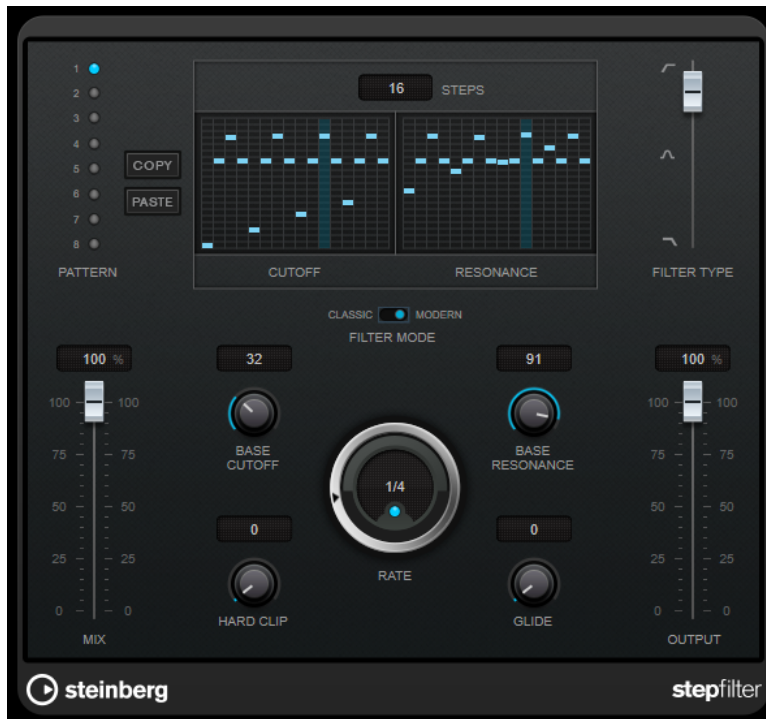 1
2
3
4
5
6
7
8
PATTERN
COPY
PASTE
16 STEPS
CUTOFF RESONANCE
FILTER TYPE
CLASSIC MODERN
FILTER MODE
100 %
100 100
75 75
50 50
25 25
0 0
MIX
32
BASE
CUTOFF
0
HARD CLIP
1/4
RATE
91
BASE
RESONANCE
0
GLIDE
100 %
100 100
75 75
50 50
25 25
0 0
OUTPUT
steinberg
stepfilter